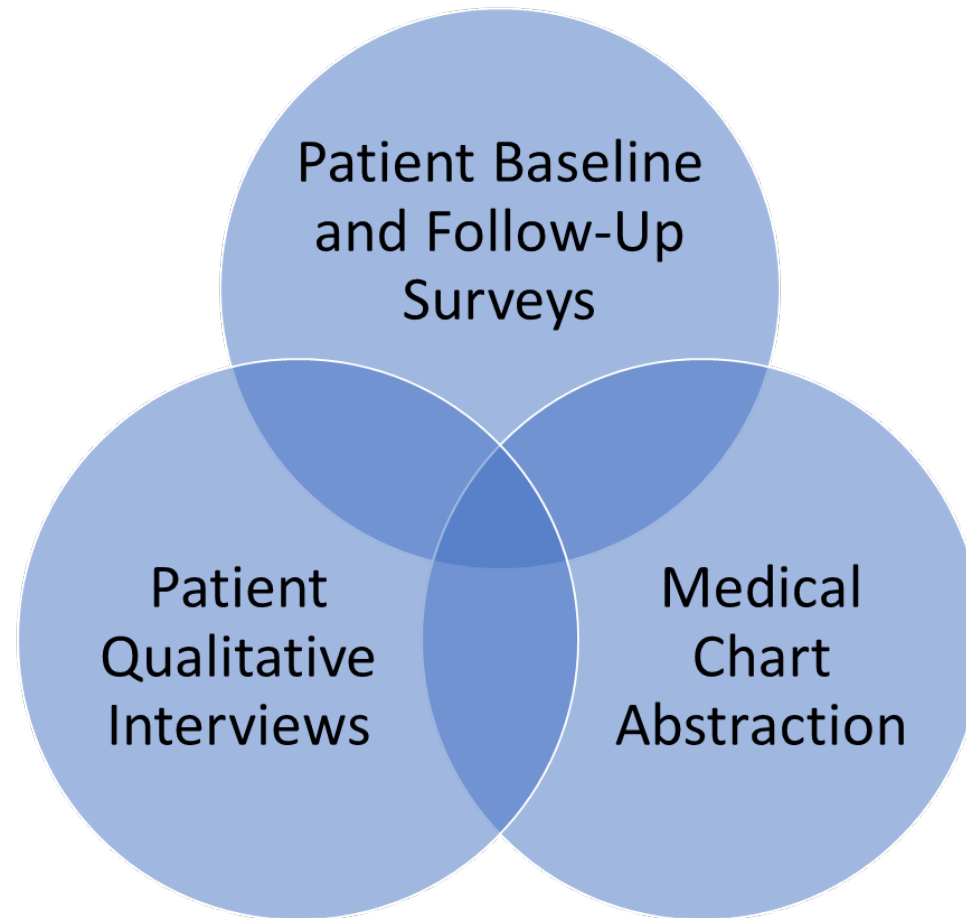 Patient Baseline
and Follow-Up
Surveys
Patient
Qualitative
Interviews
Medical
Chart
Abstraction